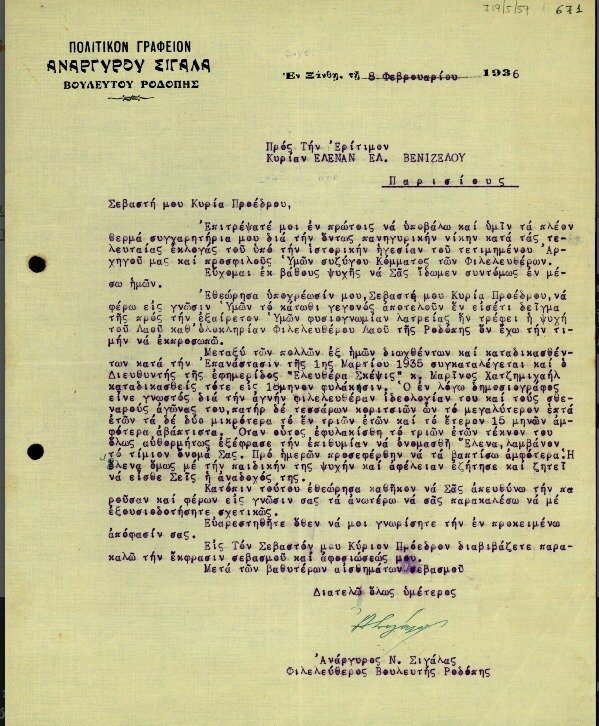 Ι19/5/59 671
ΠΟΛΙΤΙΚΟΝ ΓΡΑΦΕΙΟΝ
ΑΝΑΡΓΥΡΟΥ ΣΙΓΑΛΑ
ΒΟΥΛΕΥΤΟΥ ΡΟΔΟΠΗΣ
Ἐν Ξάνθῃ, τῇ 8 Φεβρουαρίου 1936
Πρός Τήν Ἐρίτιμον
Κυρίαν ΕΛΕΝΑΝ ΕΛ. ΒΕΝΙΖΕΛΟΥ
Παρισίους
Σεβαστή μου Κυρία Προέδρου,
Ἐπιτρέψατέ μοι ἐν πρώτοις νά ὑποβάλω καί ὑμῖν τά πλέον
θερμά συγχαρητήρια μου διά τήν ὄντως πανηγυρικήν νίκην κατά τάς τε-
λευταίας ἐκλογάς τοῦ ὑπό τήν ἱστορικήν ἡγεσίαν τοῦ τετιμημένου Ἀρ-
χηγοῦ μας καί προσφιλοῦς Ὑμῶν συζύγου Κόμματος τῶν Φιλελευθέρων.
Εὔχομαι ἐκ βάθους ψυχῆς νά Σᾶς ἴδωμεν συντόμως ἐν μέ-
σῳ ἡμῶν.
Ἐθεώρησα ὑποχρέωσίν μου,Σεβαστή μου Κυρία Προέδρου,νά
φέρω εἰς γνῶσιν Ὑμῶν τό κάτωθι γεγονός ἀποτελοῦν ἕν εἰσέτι δεῖγμα
τῆς πρός τήν ἐξαίρετον Ὑμῶν φυσιογνωμίαν λατρείας ἥν τρέφει ἡ ψυχή
τοῦ Λαοῦ καθ'ὁλοκληρίαν Φιλελευθέρου Λαοῦ τῆς Ροδόπης ὅν ἔχω τήν τι-
μήν νά ἐκπροσωπῶ.
Μεταξύ τῶν πολλῶν ἐξ ἡμῶν διωχθέντων καί καταδικασθέν-
των κατά τήν Ἐπανάστασιν τῆς 1ης Μαρτίου 1935 συγκαταλέγεται καί ὁ
Διευθυντής τῆς ἐφημερίδος "Ἐλευθέρα Σκέψις" κ. Μαρῖνος Χατζημιχαήλ
καταδικασθείς τότε εἰς 18μηνον φυλάκησιν. Ὁ ἐν λόγῳ δημοσιογράφος
εἶνε γνωστός διά τήν ἁγνήν φιλελευθέραν ἰδεολογίαν του καί τούς σθε-
ναρούς ἀγῶνας του,πατήρ δέ τεσσάρων κοριτσιῶν ὧν τό μεγαλύτερον ἑπτά
ἐτῶν τά δέ δύο μικρότερα τό ἕν τριῶν ἐτῶν καί τό ἕτερον 15 μηνῶν ἀμ-
φότερα ἀβάπτιστα. Ὅταν οὗτος ἐφυλακίσθη τό τριῶν ἐτῶν τέκνον του
ὅλως αὐθορμήτως ἐξέφρασε τήν ἐπιθυμίαν νά ὀνομασθῇ Ἔλενα,λαμβάνον
τό τίμιον ὄνομά Σας. Πρό ἡμερῶν προσεφέρθην νά τά βαπτίσω ἀμφότερα.Ἡ
Ἔλενα ὅμως μέ τήν παιδικήν της ψυχήν καί ἀφέλειαν ἐζήτησε καί ζητεῖ
νά εἶσθε Σεῖς ἡ ἀνάδοχός της.
Κατόπιν τούτου ἐθεώρησα καθῆκον νά Σᾶς ἀπευθύνω τήν πα
ροῦσαν καί φέρων εἰς γνῶσιν σας τά ἀνωτέρω νά σᾶς παρακαλέσω νά μέ
ἐξουσιοδοτήσητε σχετικῶς.
Εὐαρεστηθῆτε ὅθεν νά μοι γνωρίσητε τήν ἐν προκειμένῳ
ἀπόφασίν σας.
Εἰς Τόν Σεβαστόν μου Κύριον Πρόεδρον διαβιβάζετε παρα-
καλῶ τήν ἔκφρασιν σεβασμοῦ καί ἀφοσιώσεώς μου.
Μετά τῶν βαθυτέρων αἰσθημάτων σεβασμοῦ
Διατελῶ ὅλως ὑμέτερος
Ἀνάργυρος Ν. Σιγάλας
Φιλελεύθερος Βουλευτής Ροδόπης